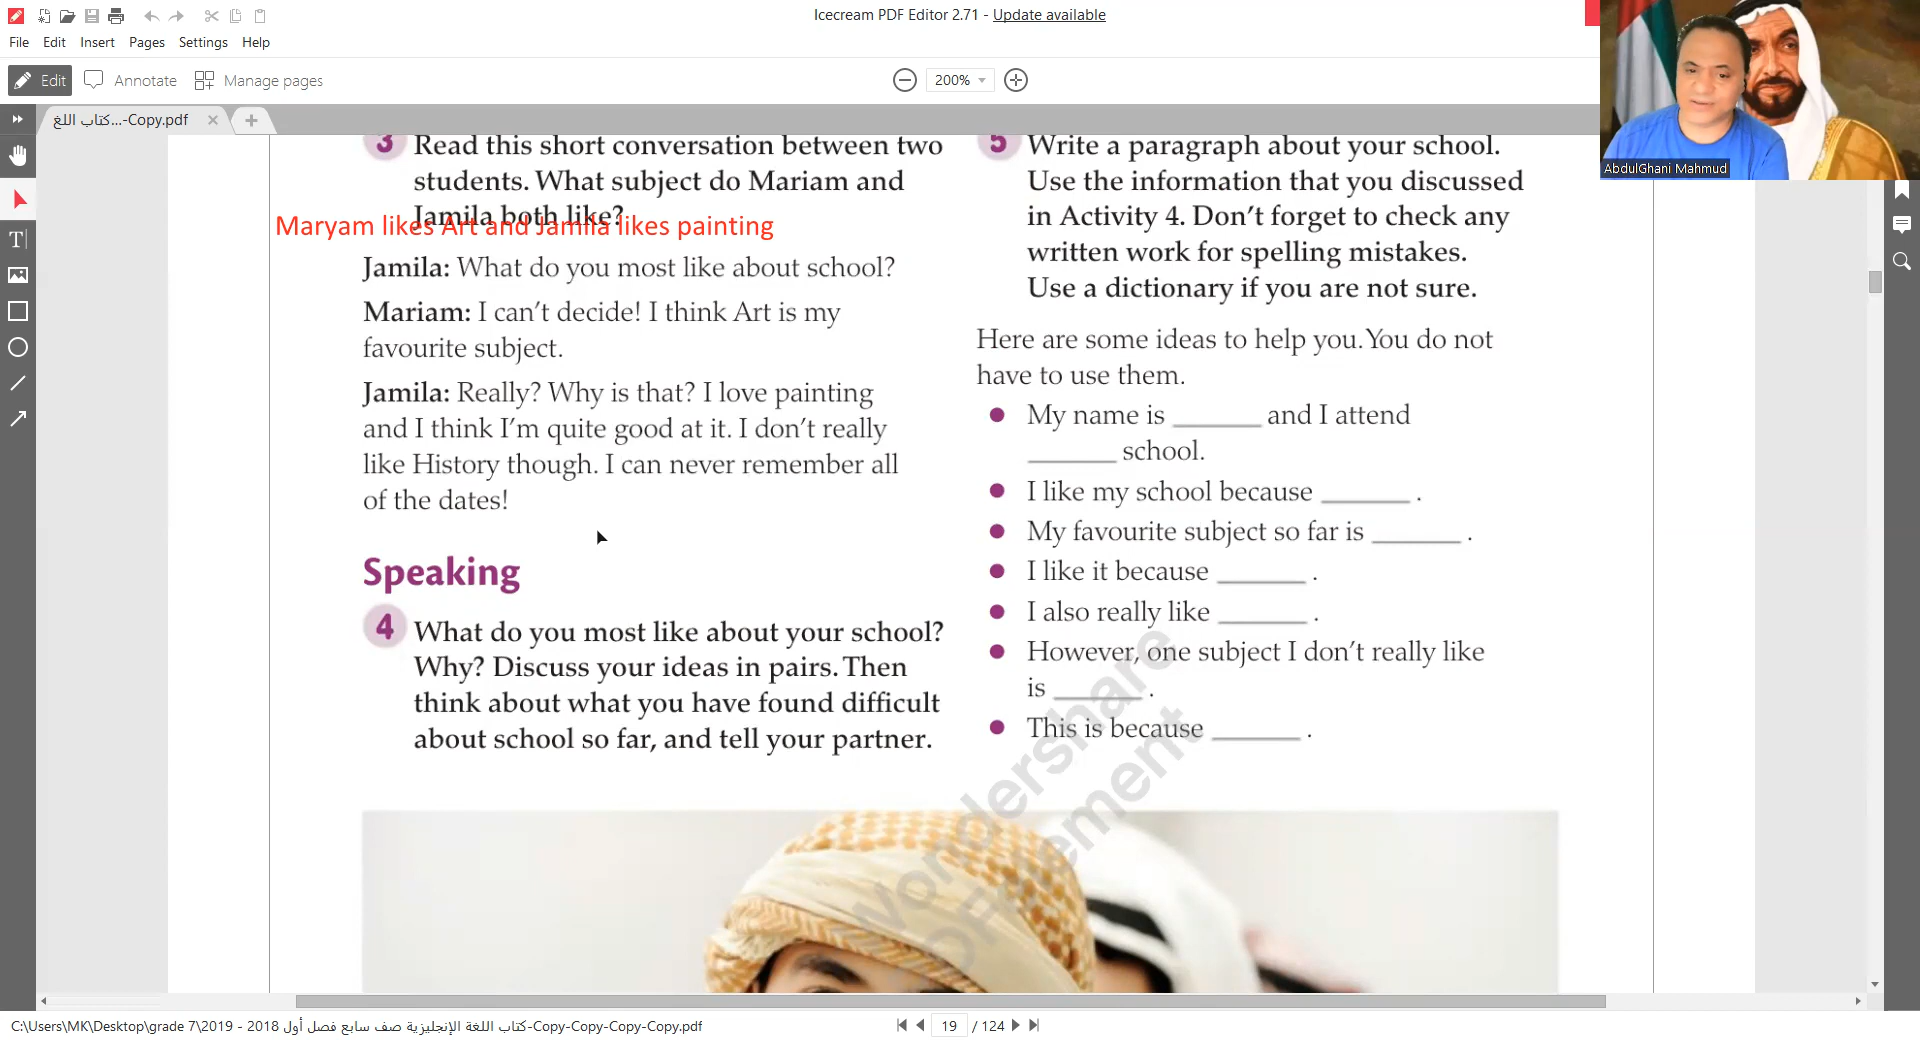 Icecream PDF Editor 2.71 - Update available
File Edit Insert Pages Settings Help
Edit Annotate Manage pages
200%
كتاب اللغ...-Copy.pdf
3 Read this short conversation between two
students. What subject do Mariam and
Jamila both like?
Maryam likes Art and Jamila likes painting
Jamila: What do you most like about school?
Mariam: I can't decide! I think Art is my
favourite subject.
Jamila: Really? Why is that? I love painting
and I think I'm quite good at it. I don't really
like History though. I can never remember all
of the dates!
Speaking
4 What do you most like about your school?
Why? Discuss your ideas in pairs. Then
think about what you have found difficult
about school so far, and tell your partner.
5 Write a paragraph about your school.
Use the information that you discussed
in Activity 4. Don't forget to check any
written work for spelling mistakes.
Use a dictionary if you are not sure.
Here are some ideas to help you. You do not
have to use them.
My name is _______ and I attend
_______ school.
I like my school because _______ .
My favourite subject so far is _______ .
I like it because _______ .
I also really like _______ .
However, one subject I don't really like
is _______ .
This is because _______ .
Wondershare
PDFelement
AbdulGhani Mahmud
C:\Users\MK\Desktop\grade 7\2019 - 2018 كتاب اللغة الإنجليزية صف سابع فصل أول-Copy-Copy-Copy-Copy.pdf
19 / 124